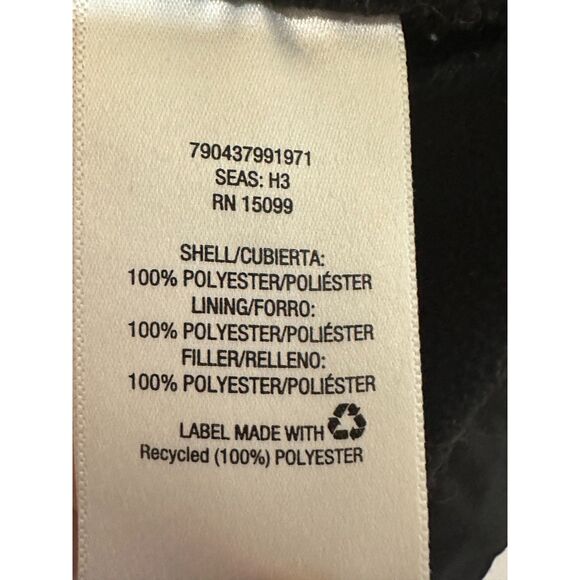 790437991971
SEAS: H3
RN 15099
SHELL/CUBIERTA:
100% POLYESTER/POLIÉSTER
LINING/FORRO:
100% POLYESTER/POLIÉSTER
FILLER/RELLENO:
100% POLYESTER/POLIÉSTER
LABEL MADE WITH
Recycled (100%) POLYESTER